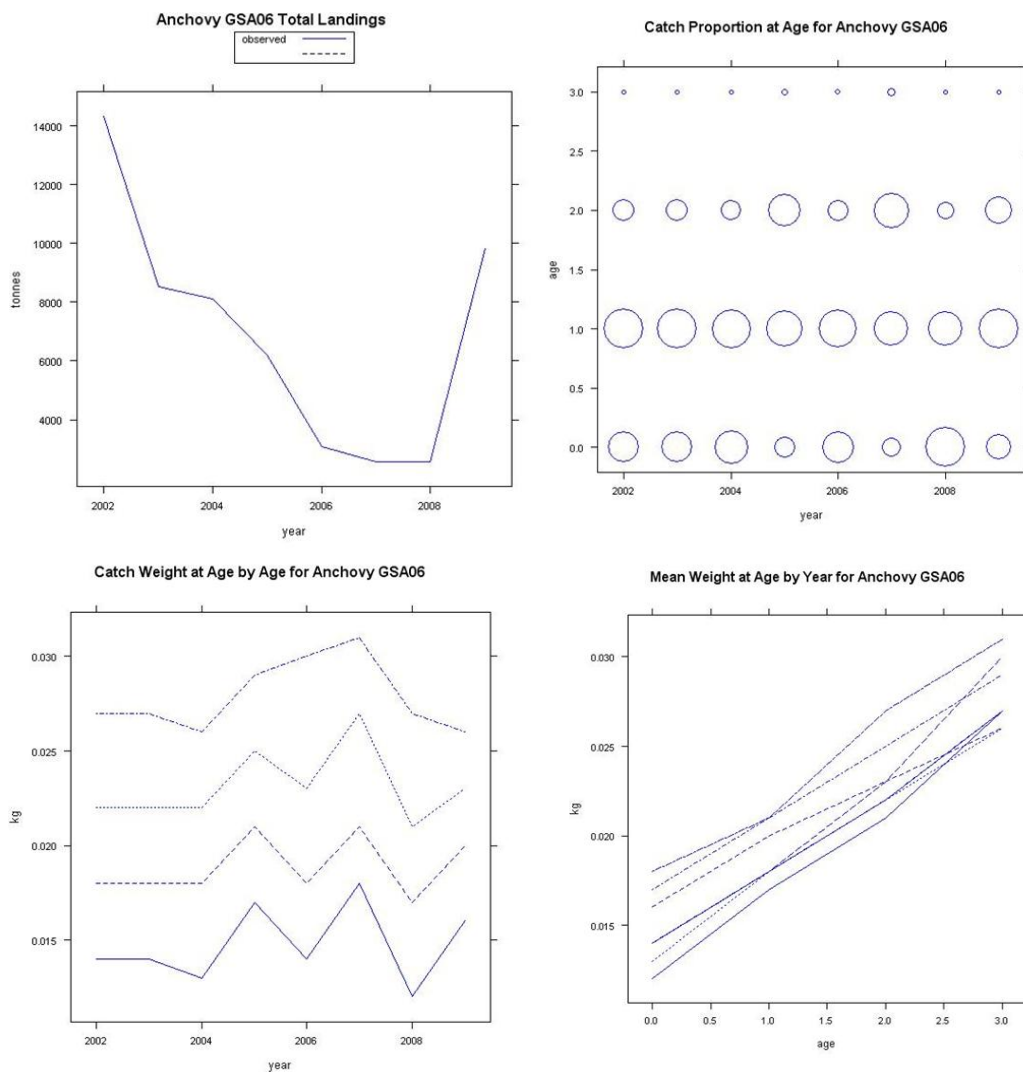 Anchovy GSA06 Total Landings
observed
14000
12000
10000
8000
6000
4000
tonnes
2002 2004 2006 2008
year
Catch Proportion at Age for Anchovy GSA06
3.0
2.5
2.0
1.5
1.0
0.5
0.0
age
2002 2004 2006 2008
year
Catch Weight at Age by Age for Anchovy GSA06
0.030
0.025
0.020
0.015
kg
2002 2004 2006 2008
year
Mean Weight at Age by Year for Anchovy GSA06
0.030
0.025
0.020
0.015
kg
0.0 0.5 1.0 1.5 2.0 2.5 3.0
age